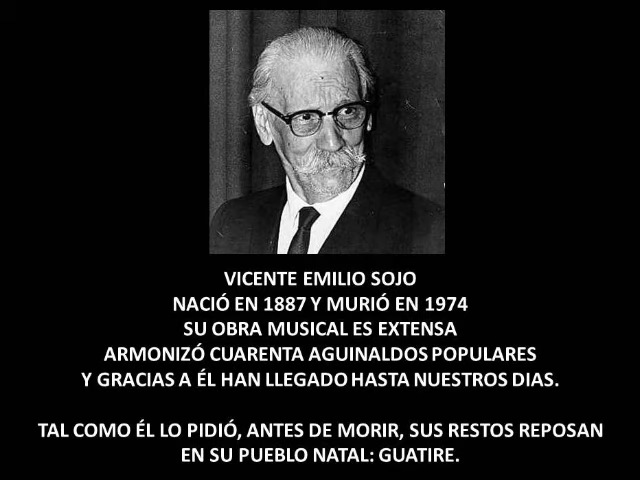 VICENTE EMILIO SOJO
NACIÓ EN 1887 Y MURIÓ EN 1974
SU OBRA MUSICAL ES EXTENSA
ARMONIZÓ CUARENTA AGUINALDOS POPULARES
Y GRACIAS A ÉL HAN LLEGADO HASTA NUESTROS DIAS.
TAL COMO ÉL LO PIDIÓ, ANTES DE MORIR, SUS RESTOS REPOSAN
EN SU PUEBLO NATAL: GUATIRE.